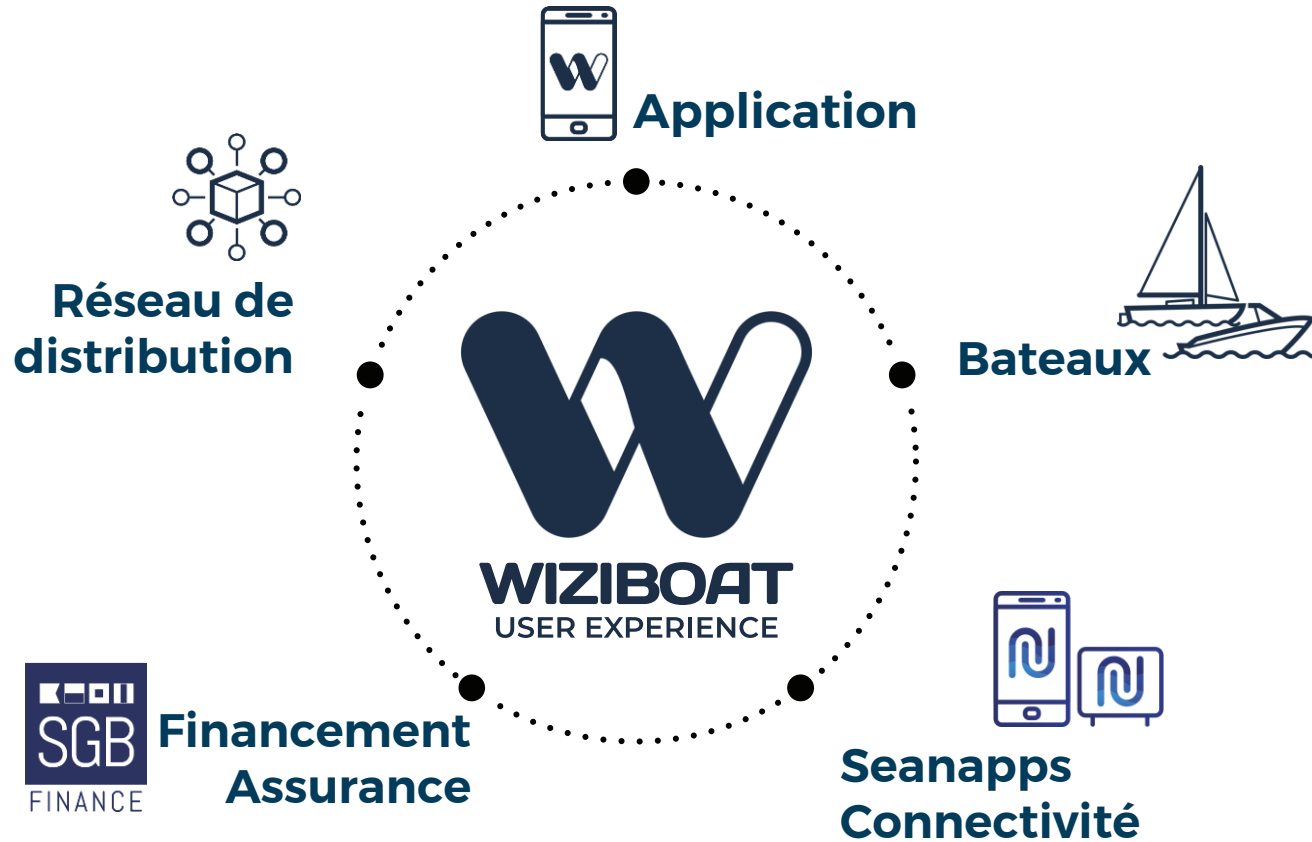 Application
Réseau de
distribution
Bateaux
WIZIBOAT
USER EXPERIENCE
SGB
FINANCE
Financement
Assurance
Seanapps
Connectivité